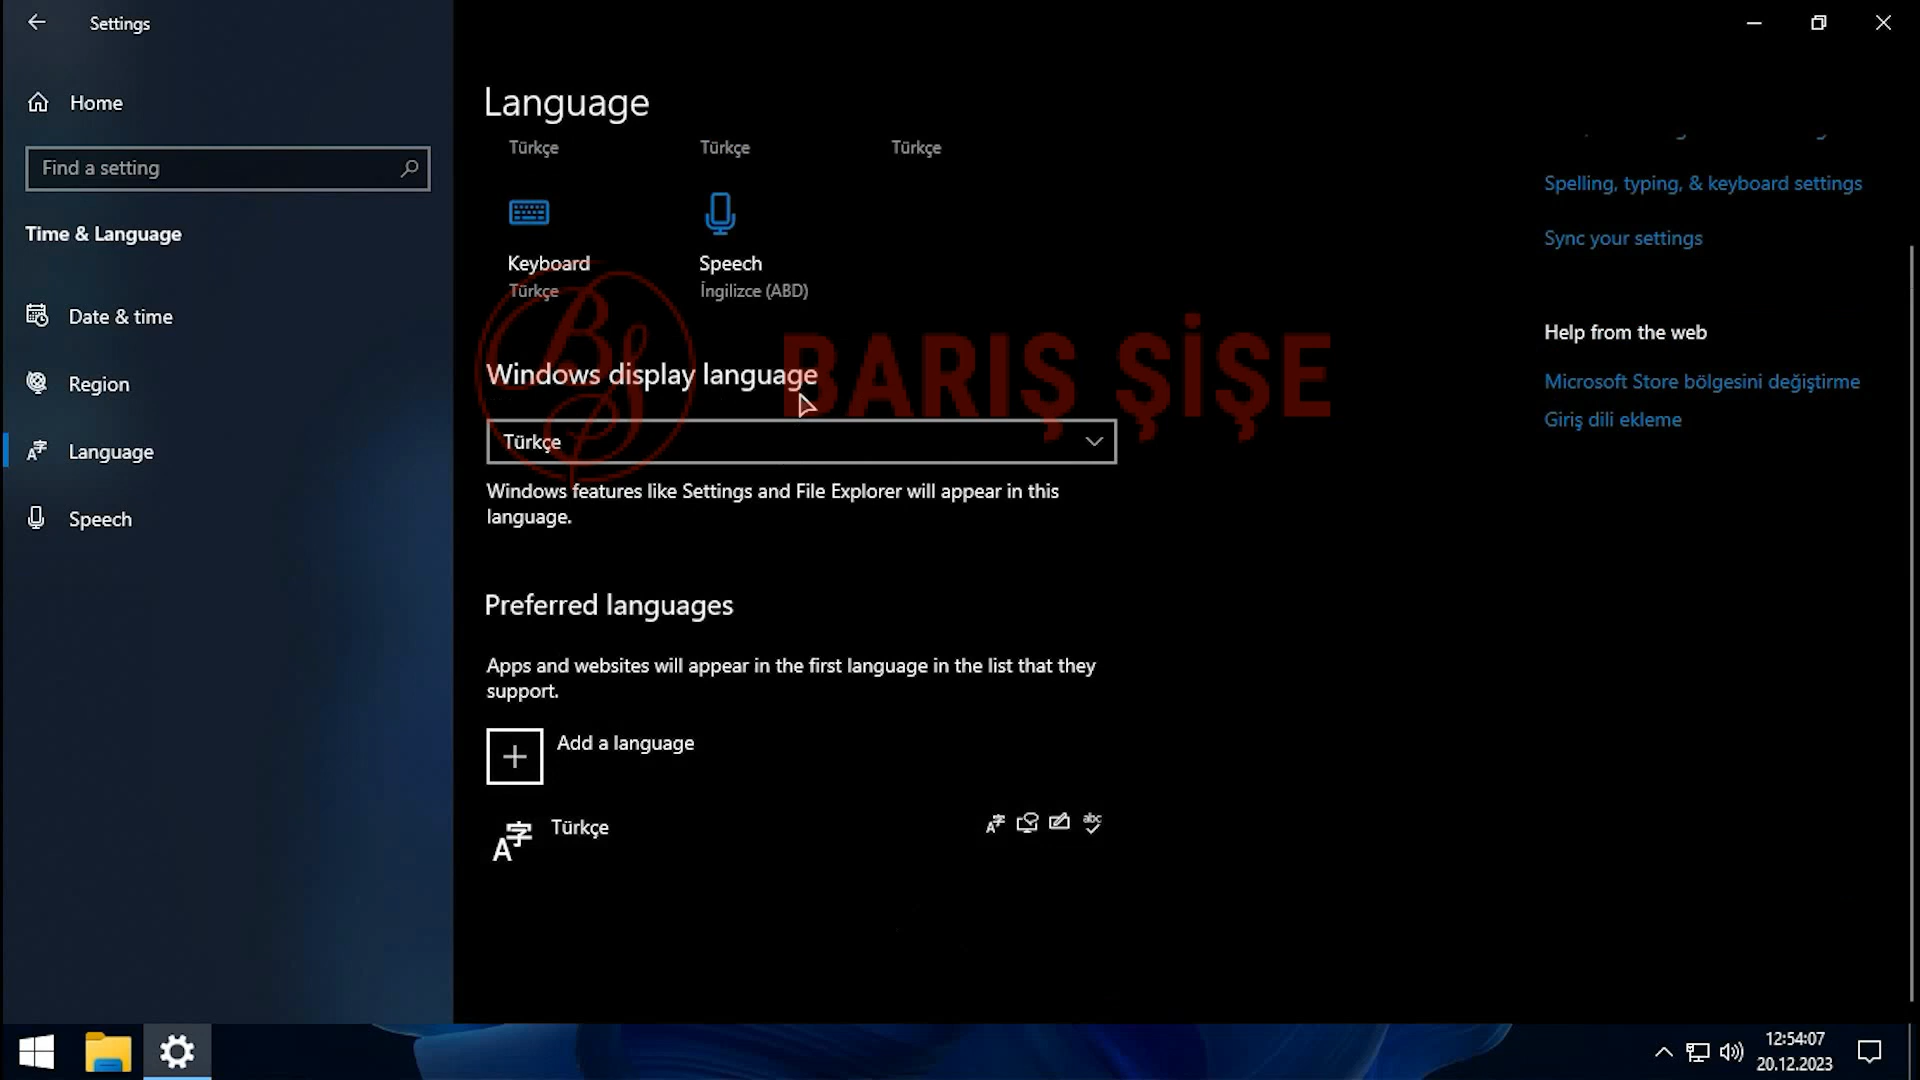 Settings
Home
Find a setting
Time & Language
Date & time
Region
Language
Speech
Language
Türkçe Türkçe Türkçe
Keyboard Speech
Türkçe İngilizce (ABD)
BARIŞ ŞİŞE
Windows display language
Türkçe
Windows features like Settings and File Explorer will appear in this
language.
Preferred languages
Apps and websites will appear in the first language in the list that they
support.
Add a language
Türkçe
Spelling, typing, & keyboard settings
Sync your settings
Help from the web
Microsoft Store bölgesini değiştirme
Giriş dili ekleme
12:54:07
20.12.2023